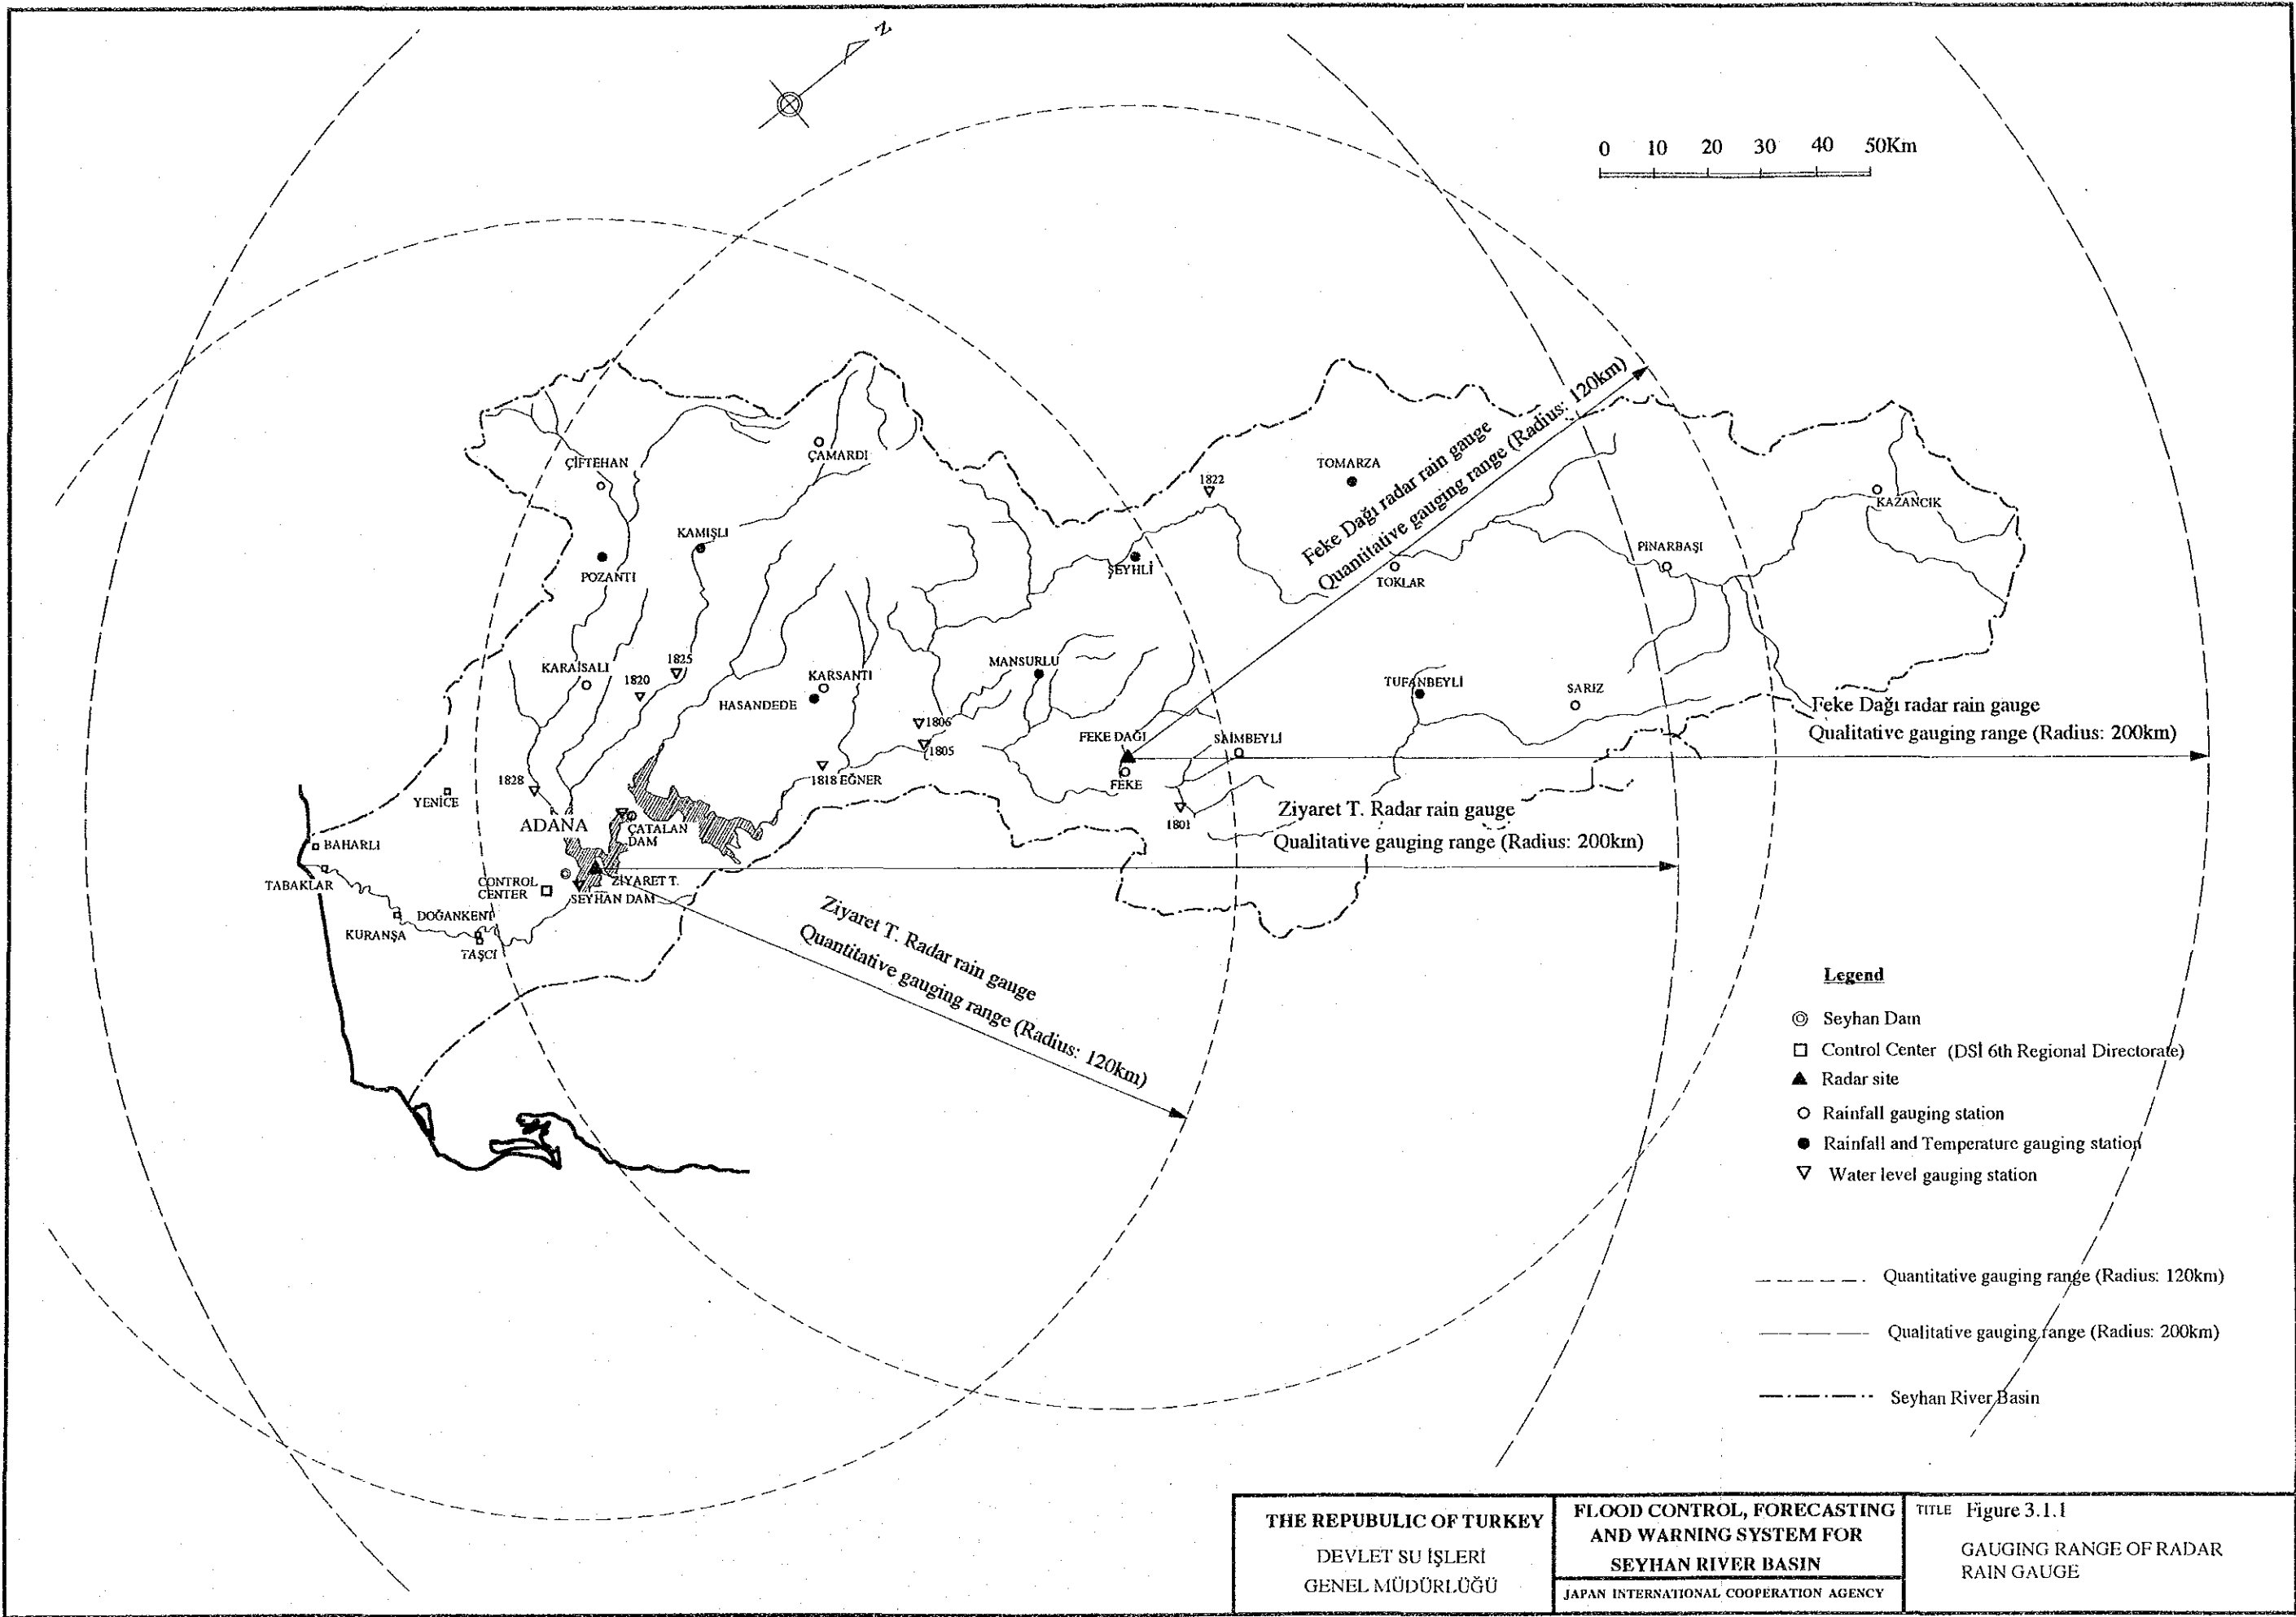 N
0 10 20 30 40 50Km
ÇİFTEHAN
ÇAMARDI
TOMARZA
1822
KAZANCIK
KAMIŞLI
POZANTI
ŞEYHLİ
TOKLAR
PINARBAŞI
Feke Dağı radar rain gauge
Quantitative gauging range (Radius: 120km)
KARAİSALI
1825
1820
KARSANTI
HASANDEDE
MANSURLU
TUFANBEYLİ
SARIZ
1806
1805
FEKE DAĞI
SAİMBEYLİ
FEKE
Feke Dağı radar rain gauge
Qualitative gauging range (Radius: 200km)
1828
YENİCE
1818 EĞNER
1801
Ziyaret T. Radar rain gauge
Qualitative gauging range (Radius: 200km)
ADANA
ÇATALAN
DAM
BAHARLI
TABAKLAR
CONTROL
CENTER
ZİYARET T.
SEYHAN DAM
DOĞANKENT
KURANŞA
TAŞCI
Ziyaret T. Radar rain gauge
Quantitative gauging range (Radius: 120km)
Legend
Seyhan Dam
Control Center (DSİ 6th Regional Directorate)
Radar site
Rainfall gauging station
Rainfall and Temperature gauging station
Water level gauging station
Quantitative gauging range (Radius: 120km)
Qualitative gauging range (Radius: 200km)
Seyhan River Basin
THE REPUBULIC OF TURKEY
DEVLET SU İŞLERİ
GENEL MÜDÜRLÜĞÜ
FLOOD CONTROL, FORECASTING
AND WARNING SYSTEM FOR
SEYHAN RIVER BASIN
JAPAN INTERNATIONAL COOPERATION AGENCY
TITLE Figure 3.1.1
GAUGING RANGE OF RADAR
RAIN GAUGE